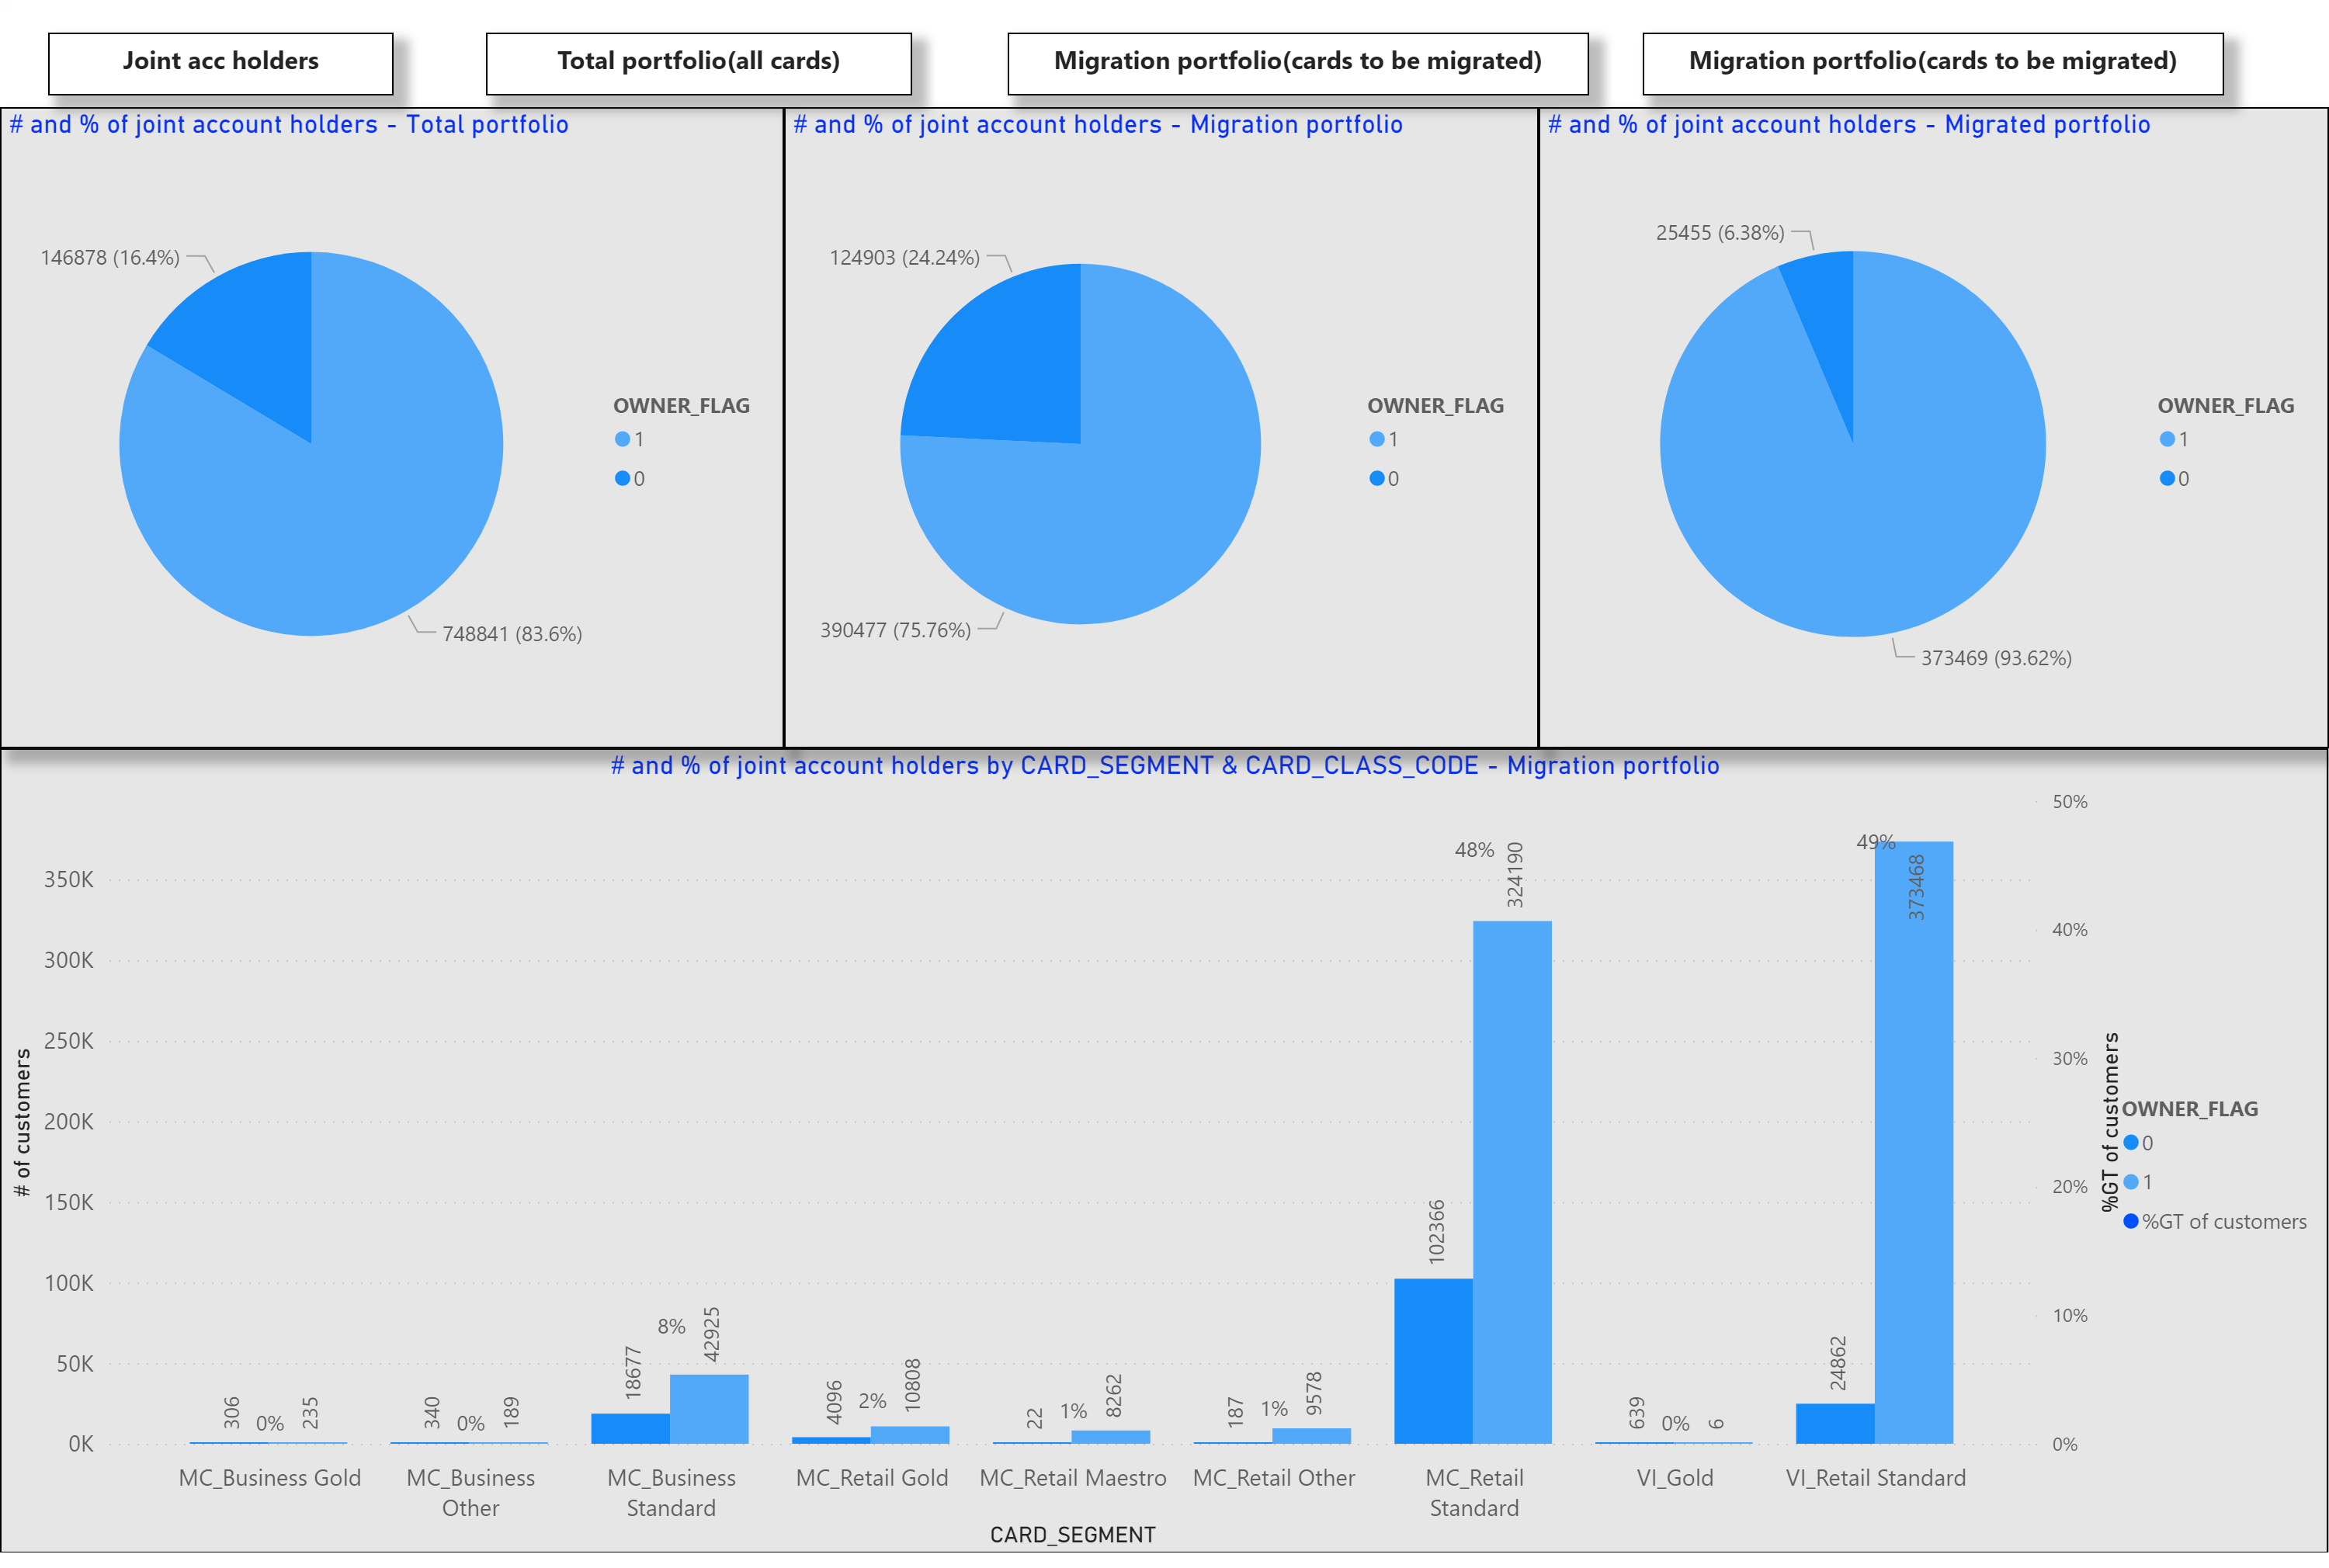 Joint acc holders
Total portfolio(all cards)
Migration portfolio(cards to be migrated)
Migration portfolio(cards to be migrated)
# and % of joint account holders - Total portfolio
146878 (16.4%)
748841 (83.6%)
OWNER_FLAG
1
0
# and % of joint account holders - Migration portfolio
124903 (24.24%)
390477 (75.76%)
OWNER_FLAG
1
0
# and % of joint account holders - Migrated portfolio
25455 (6.38%)
373469 (93.62%)
OWNER_FLAG
1
0
# and % of joint account holders by CARD_SEGMENT & CARD_CLASS_CODE - Migration portfolio
# of customers
350K
300K
250K
200K
150K
100K
50K
0K
306
0%
235
340
0%
189
18677
8%
42925
4096
2%
10808
22
1%
8262
187
1%
9578
102366
48%
324190
639
0%
6
24862
49%
373468
50%
40%
30%
20%
10%
0%
%GT of customers
OWNER_FLAG
0
1
%GT of customers
MC_Business Gold
MC_Business
Other
MC_Business
Standard
MC_Retail Gold
MC_Retail Maestro
MC_Retail Other
MC_Retail
Standard
VI_Gold
VI_Retail Standard
CARD_SEGMENT